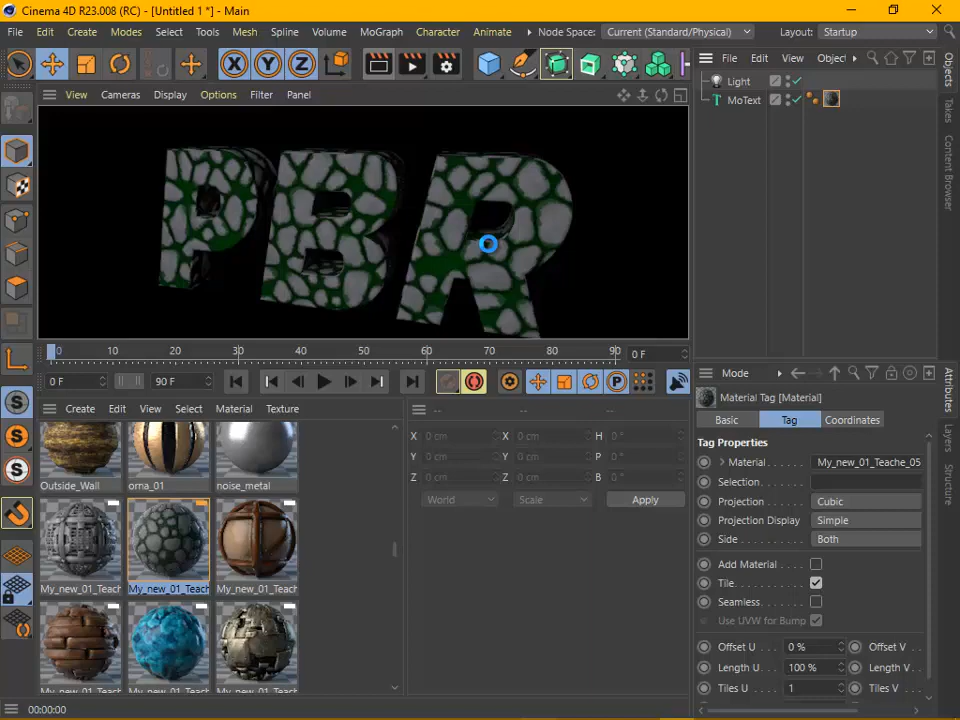 Cinema 4D R23.008 (RC) - [Untitled 1 *] - Main
File Edit Create Modes Select Tools Mesh Spline Volume MoGraph Character Animate Node Space: Current (Standard/Physical) Layout: Startup
File Edit View Object
View Cameras Display Options Filter Panel
Light
MoText
Objects
Takes
Content Browser
PBR
0 10 20 30 40 50 60 70 80 90 0 F
0 F 90 F
Mode
Attributes
Layers
Structure
Material Tag [Material]
Basic Tag Coordinates
Create Edit View Select Material Texture
-- -- --
X 0 cm X 0 cm H 0 °
Y 0 cm Y 0 cm P 0 °
Z 0 cm Z 0 cm B 0 °
World Scale Apply
Outside_Wall orna_01 noise_metal
My_new_01_Teach My_new_01_Teach My_new_01_Teach
My_new_01_Teach My_new_01_Teach My_new_01_Teach
Tag Properties
Material My_new_01_Teache_05
Selection
Projection Cubic
Projection Display Simple
Side Both
Add Material
Tile
Seamless
Use UVW for Bump
Offset U 0 % Offset V
Length U 100 % Length V
Tiles U 1 Tiles V
00:00:00